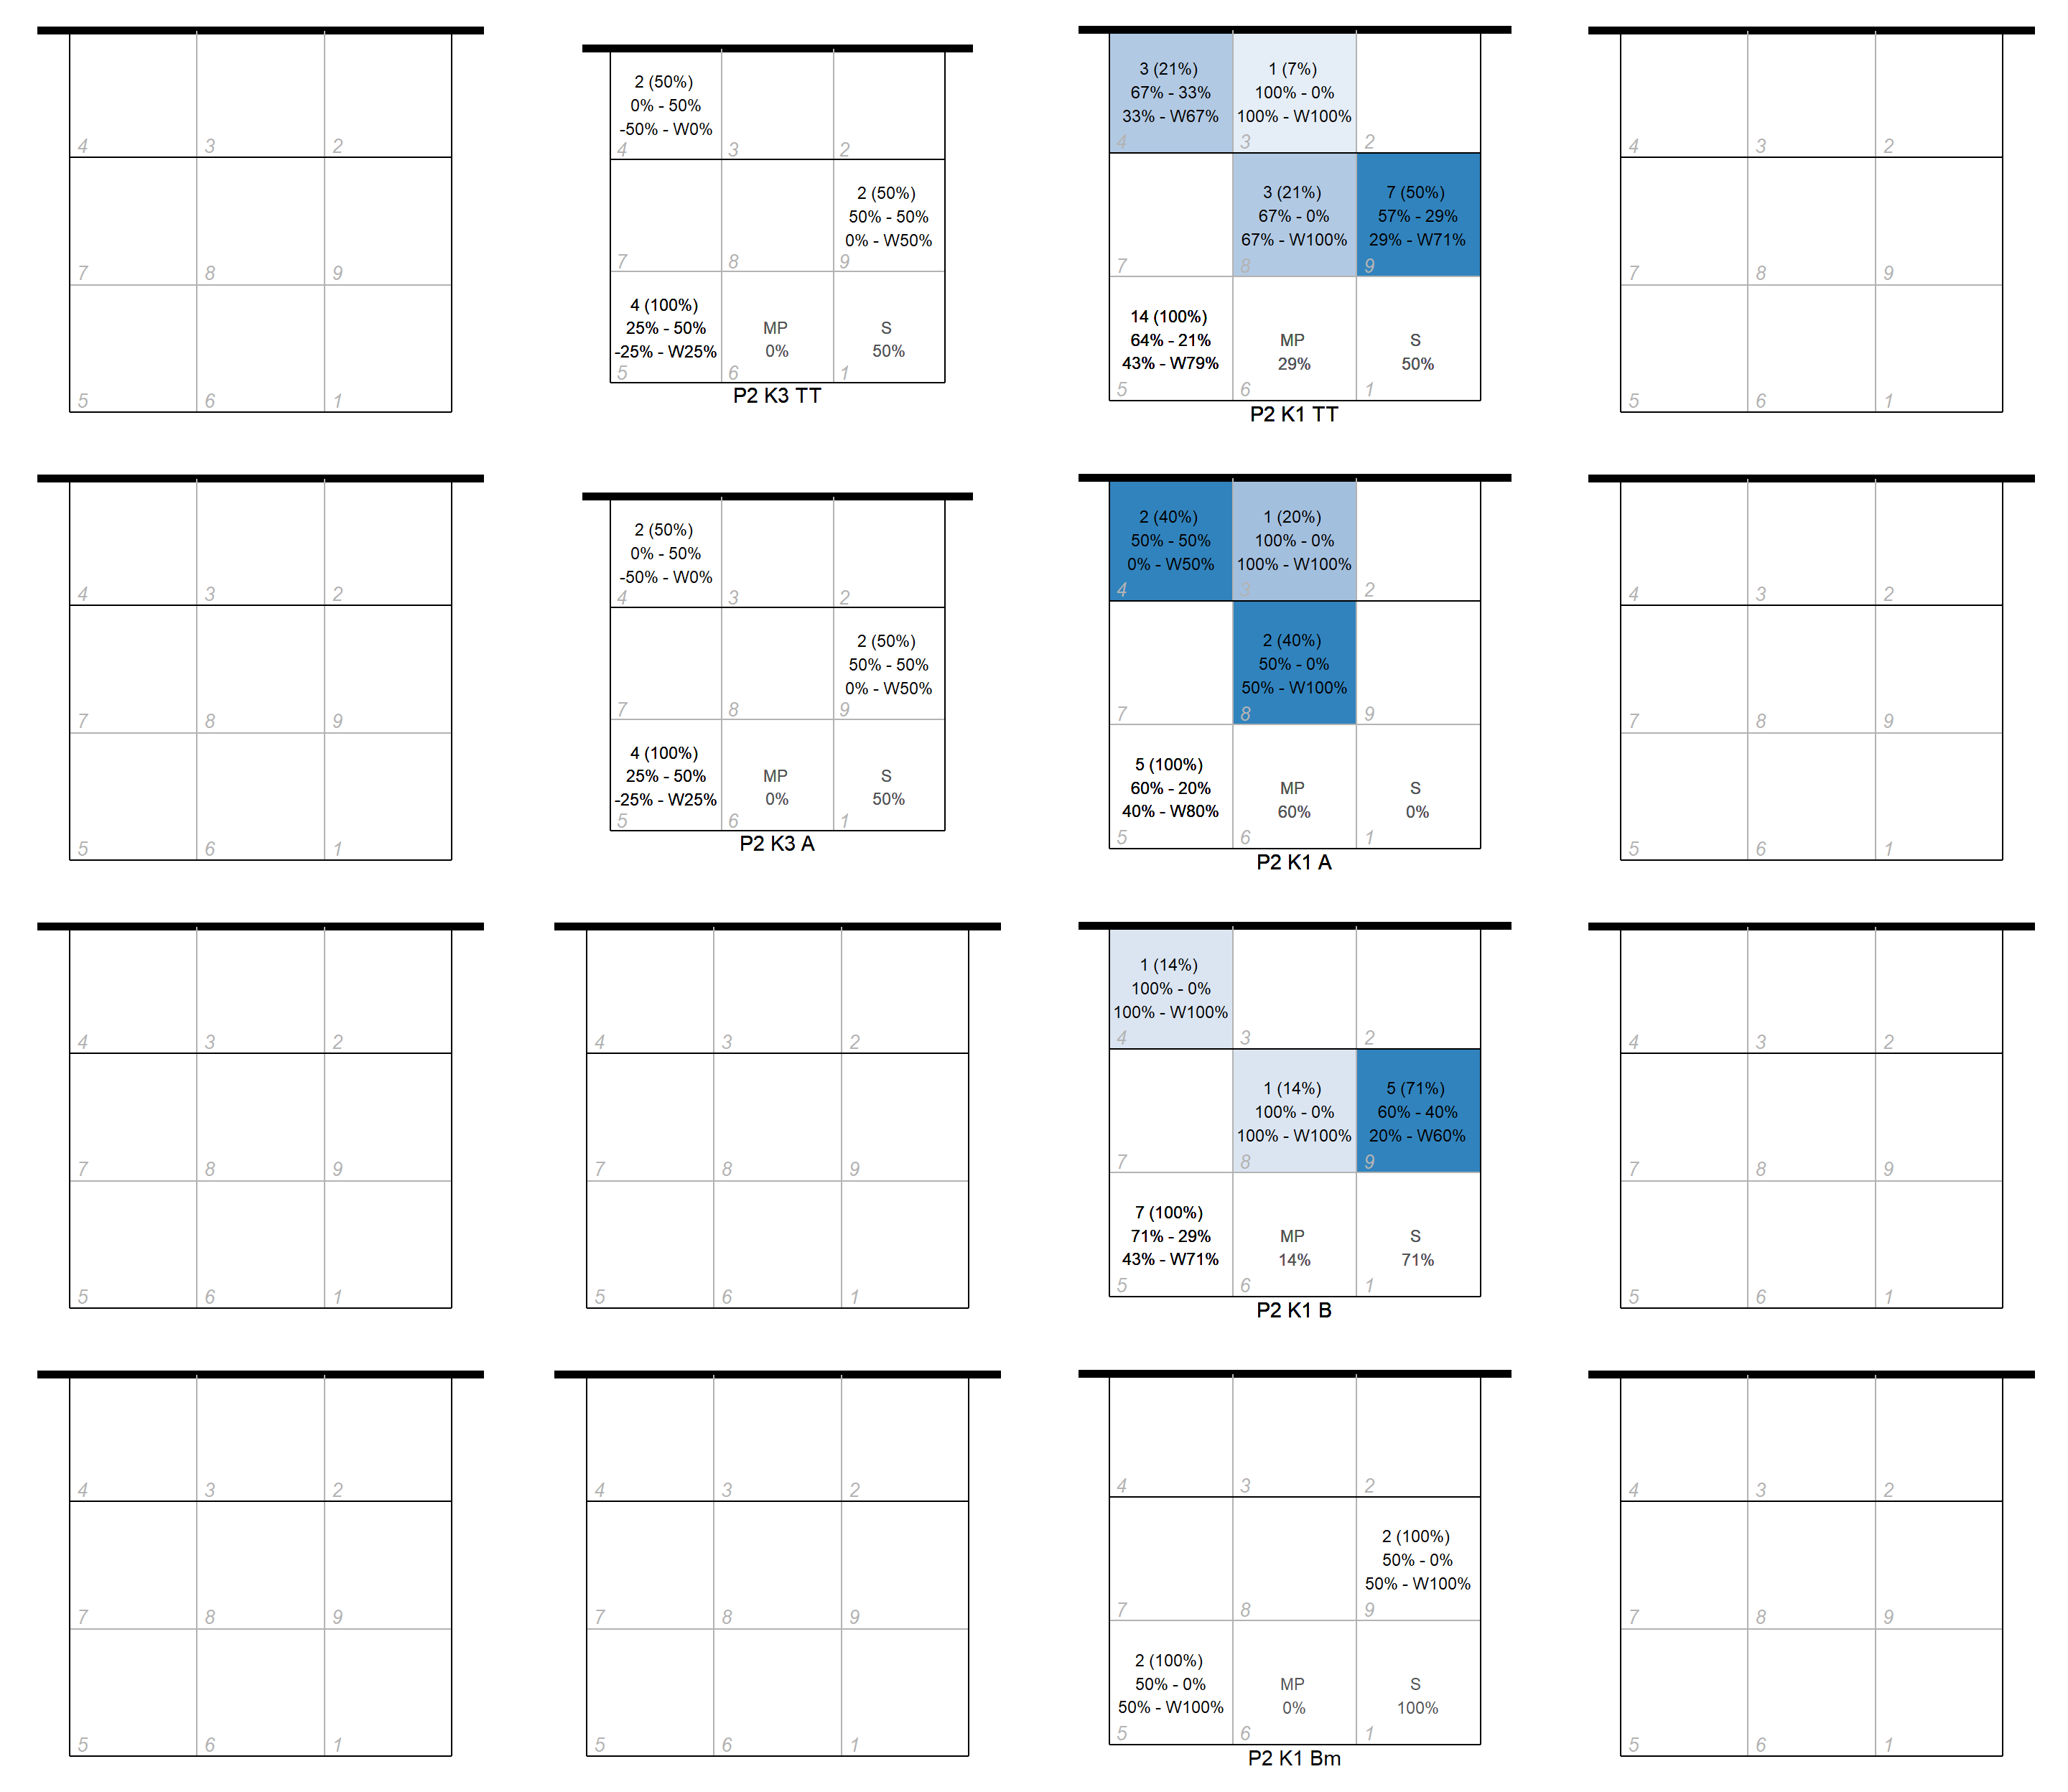 4 3 2
7 8 9
5 6 1
2 (50%)
0% - 50%
-50% - W0%
4 3 2
2 (50%)
50% - 50%
0% - W50%
7 8 9
4 (100%)
25% - 50% MP S
-25% - W25% 0% 50%
5 6 1
P2 K3 TT
3 (21%) 1 (7%)
67% - 33% 100% - 0%
33% - W67% 100% - W100%
4 3 2
3 (21%) 7 (50%)
67% - 0% 57% - 29%
67% - W100% 29% - W71%
7 8 9
14 (100%)
64% - 21% MP S
43% - W79% 29% 50%
5 6 1
P2 K1 TT
4 3 2
7 8 9
5 6 1
4 3 2
7 8 9
5 6 1
2 (50%)
0% - 50%
-50% - W0%
4 3 2
2 (50%)
50% - 50%
0% - W50%
7 8 9
4 (100%)
25% - 50% MP S
-25% - W25% 0% 50%
5 6 1
P2 K3 A
2 (40%) 1 (20%)
50% - 50% 100% - 0%
0% - W50% 100% - W100%
4 3 2
2 (40%)
50% - 0%
50% - W100%
7 8 9
5 (100%)
60% - 20% MP S
40% - W80% 60% 0%
5 6 1
P2 K1 A
4 3 2
7 8 9
5 6 1
4 3 2
7 8 9
5 6 1
4 3 2
7 8 9
5 6 1
1 (14%)
100% - 0%
100% - W100%
4 3 2
1 (14%) 5 (71%)
100% - 0% 60% - 40%
100% - W100% 20% - W60%
7 8 9
7 (100%)
71% - 29% MP S
43% - W71% 14% 71%
5 6 1
P2 K1 B
4 3 2
7 8 9
5 6 1
4 3 2
7 8 9
5 6 1
4 3 2
7 8 9
5 6 1
4 3 2
2 (100%)
50% - 0%
50% - W100%
7 8 9
2 (100%)
50% - 0% MP S
50% - W100% 0% 100%
5 6 1
P2 K1 Bm
4 3 2
7 8 9
5 6 1